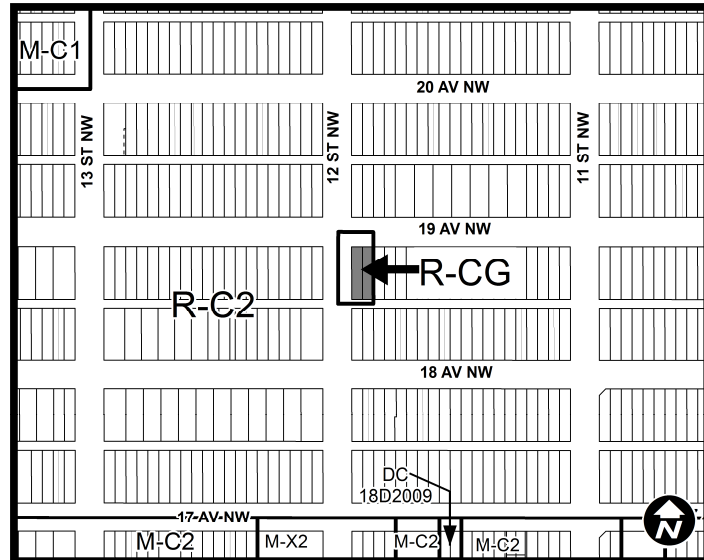 M-C1
20 AV NW
13 ST NW
12 ST NW
11 ST NW
19 AV NW
R-CG
R-C2
18 AV NW
DC
18D2009
17 AV NW
M-C2
M-X2
M-C2
M-C2
N